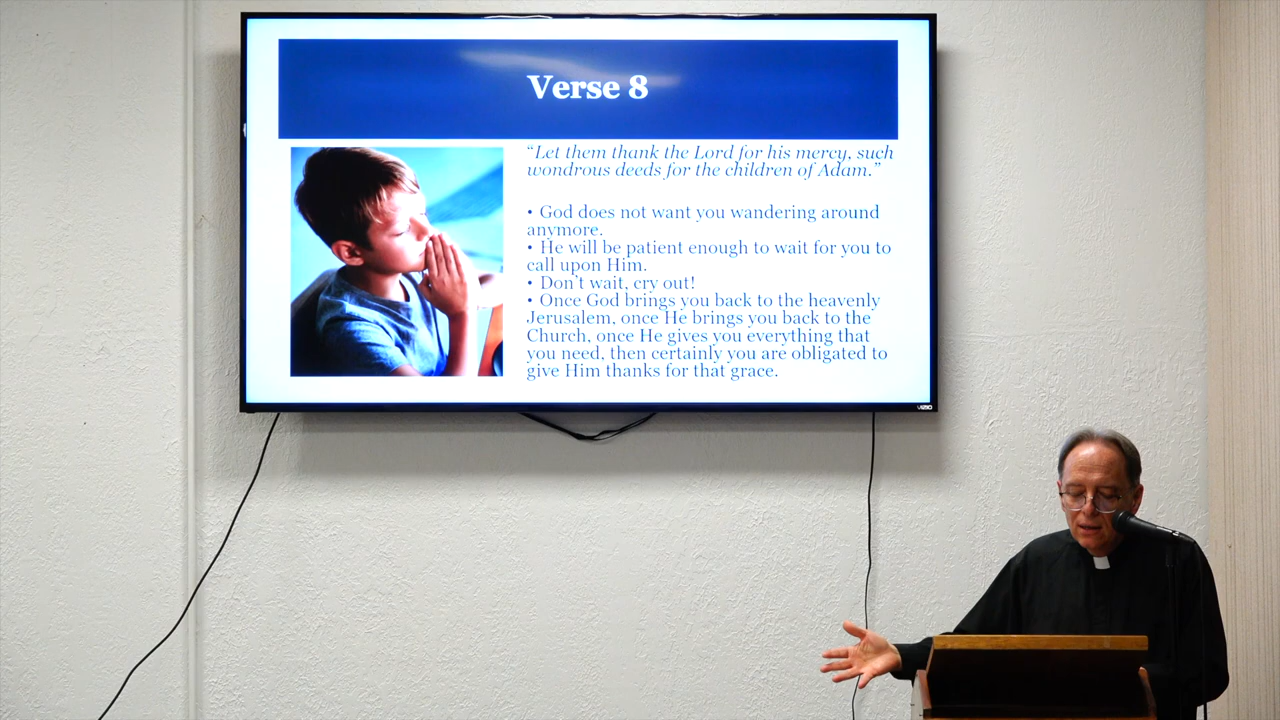 Verse 8
“Let them thank the Lord for his mercy, such
wondrous deeds for the children of Adam.”
• God does not want you wandering around
anymore.
• He will be patient enough to wait for you to
call upon Him.
• Don’t wait, cry out!
• Once God brings you back to the heavenly
Jerusalem, once He brings you back to the
Church, once He gives you everything that
you need, then certainly you are obligated to
give Him thanks for that grace.
VIZIO